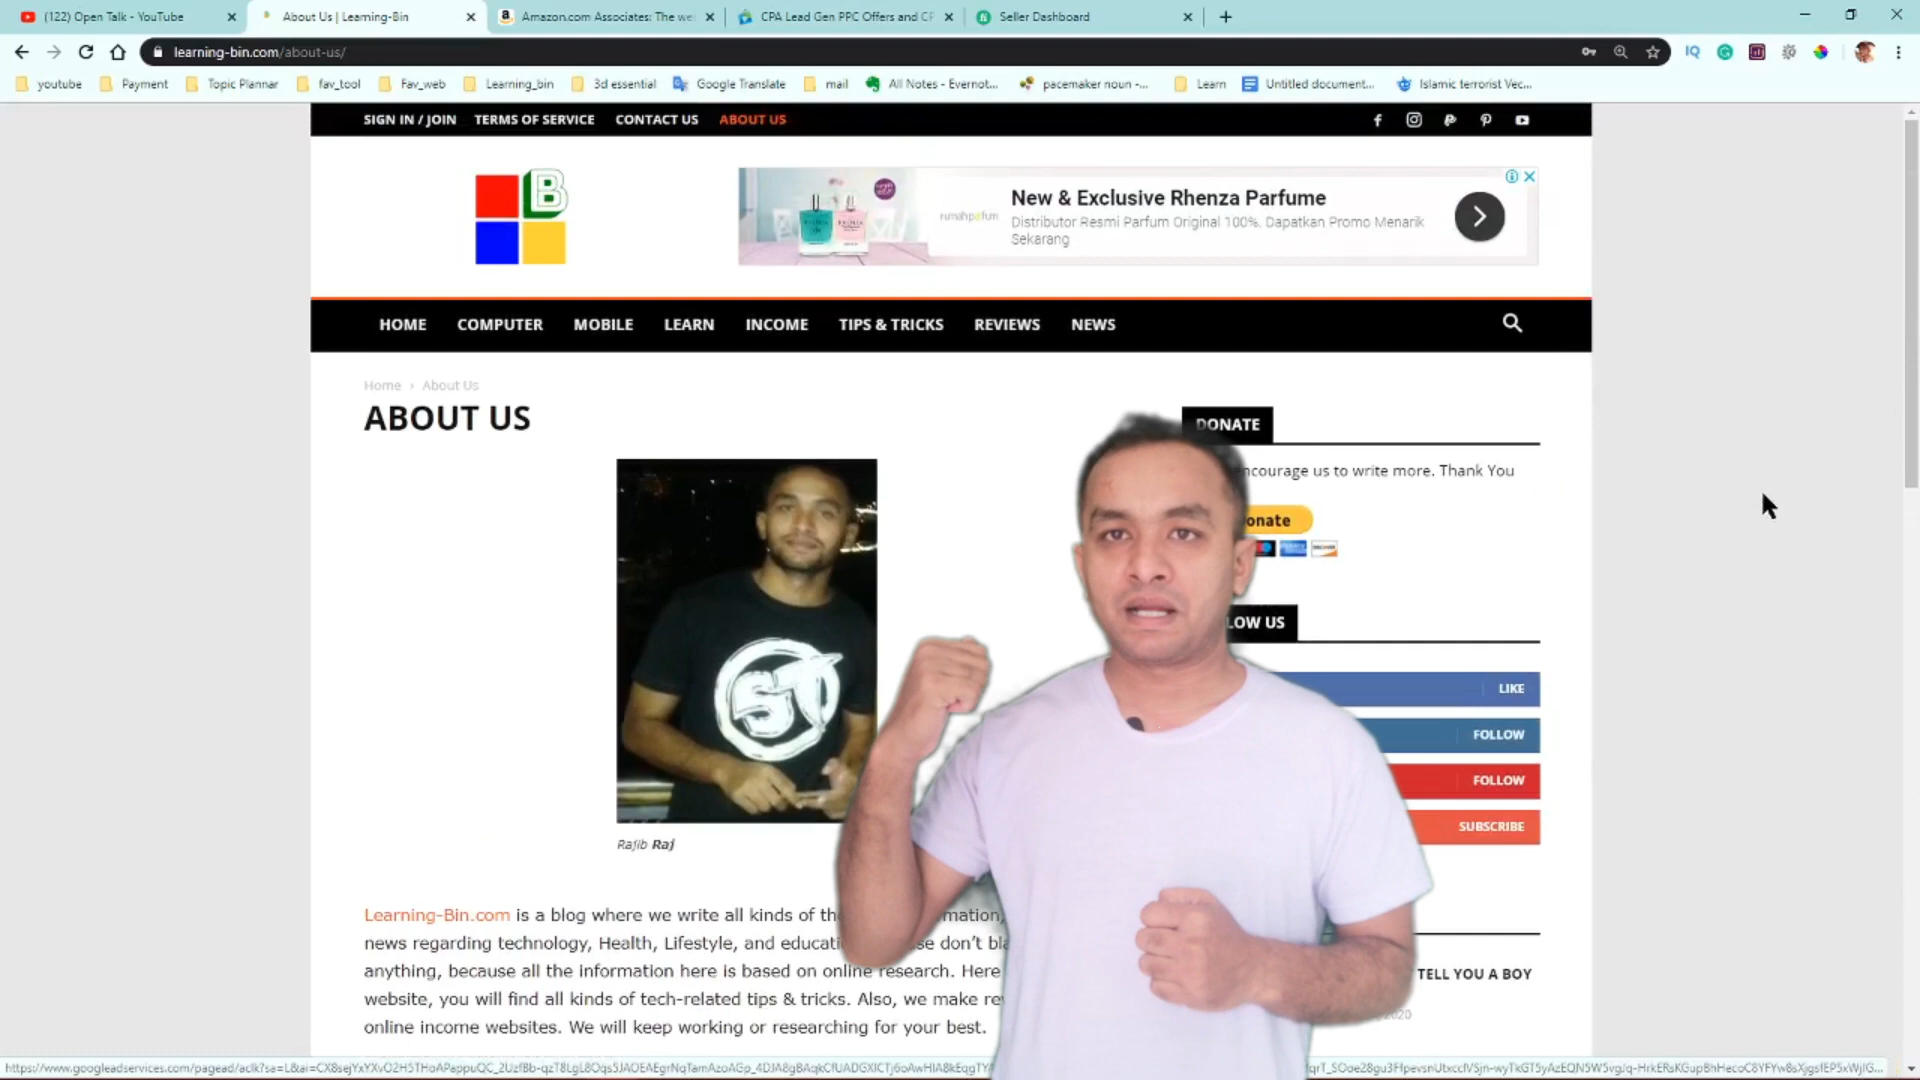 (122) Open Talk - YouTube
About Us | Learning-Bin
Amazon.com Associates: The we
CPA Lead Gen PPC Offers and CP
Seller Dashboard
learning-bin.com/about-us/
youtube
Payment
Topic Plannar
fav_tool
Fav_web
Learning_bin
3d essential
Google Translate
mail
All Notes - Evernot...
pacemaker noun -...
Learn
Untitled document...
Islamic terrorist Vec...
SIGN IN / JOIN
TERMS OF SERVICE
CONTACT US
ABOUT US
B
New & Exclusive Rhenza Parfume
rumahparfum
Distributor Resmi Parfum Original 100%. Dapatkan Promo Menarik
Sekarang
HOME
COMPUTER
MOBILE
LEARN
INCOME
TIPS & TRICKS
REVIEWS
NEWS
Home › About Us
ABOUT US
DONATE
ncourage us to write more. Thank You
onate
DISCOVER
LOW US
LIKE
FOLLOW
FOLLOW
SUBSCRIBE
Rajib Raj
Learning-Bin.com is a blog where we write all kinds of th mation,
news regarding technology, Health, Lifestyle, and educati se don't bla
anything, because all the information here is based on online research. Here
website, you will find all kinds of tech-related tips & tricks. Also, we make re
online income websites. We will keep working or researching for your best.
TELL YOU A BOY
2020